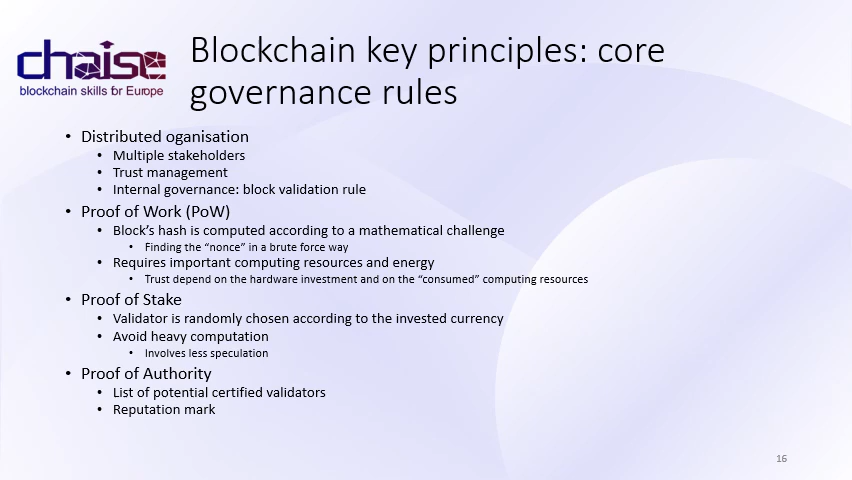 chaise
blockchain skills for Europe
Blockchain key principles: core
governance rules
• Distributed oganisation
• Multiple stakeholders
• Trust management
• Internal governance: block validation rule
• Proof of Work (PoW)
• Block’s hash is computed according to a mathematical challenge
• Finding the “nonce” in a brute force way
• Requires important computing resources and energy
• Trust depend on the hardware investment and on the “consumed” computing resources
• Proof of Stake
• Validator is randomly chosen according to the invested currency
• Avoid heavy computation
• Involves less speculation
• Proof of Authority
• List of potential certified validators
• Reputation mark
16